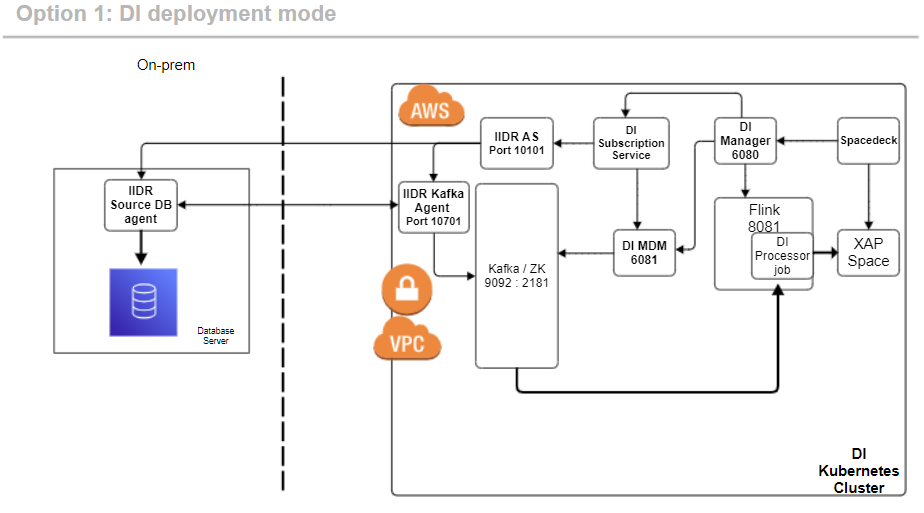 Option 1: DI deployment mode
On-prem
AWS
IIDR AS
Port 10101
DI
Subscription
Service
DI
Manager
6080
Spacedeck
IIDR
Source DB
agent
IIDR Kafka
Agent
Port 10701
Kafka / ZK
9092 : 2181
DI MDM
6081
Flink
8081
DI
Processor
job
XAP
Space
Database
Server
VPC
DI
Kubernetes
Cluster